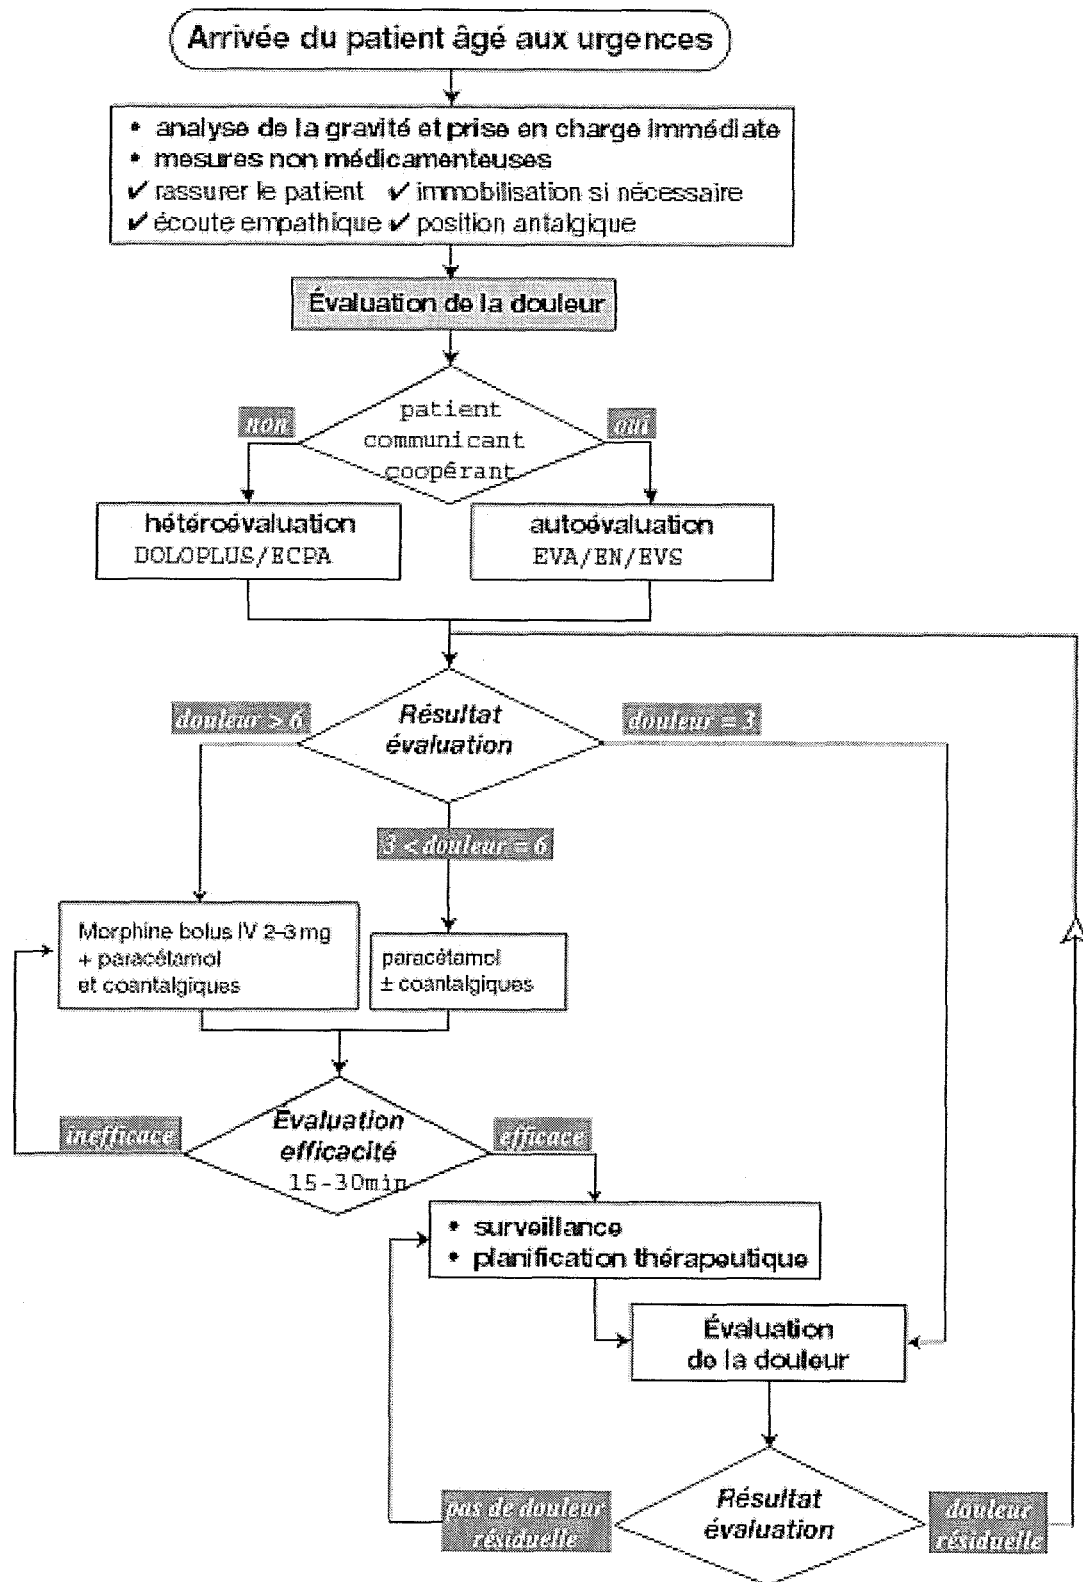 Arrivée du patient âgé aux urgences
• analyse de la gravité et prise en charge immédiate
• mesures non médicamenteuses
✔ rassurer le patient ✔ immobilisation si nécessaire
✔ écoute empathique ✔ position antalgique
Évaluation de la douleur
patient
communicant
coopérant
non
oui
hétéroévaluation
DOLOPLUS/ECPA
autoévaluation
EVA/EN/EVS
Résultat
évaluation
douleur > 6
douleur = 3
3 < douleur = 6
Morphine bolus IV 2-3 mg
+ paracétamol
et coantalgiques
paracétamol
± coantalgiques
Évaluation
efficacité
15-30min
inefficace
efficace
• surveillance
• planification thérapeutique
Évaluation
de la douleur
Résultat
évaluation
pas de douleur
résiduelle
douleur
résiduelle